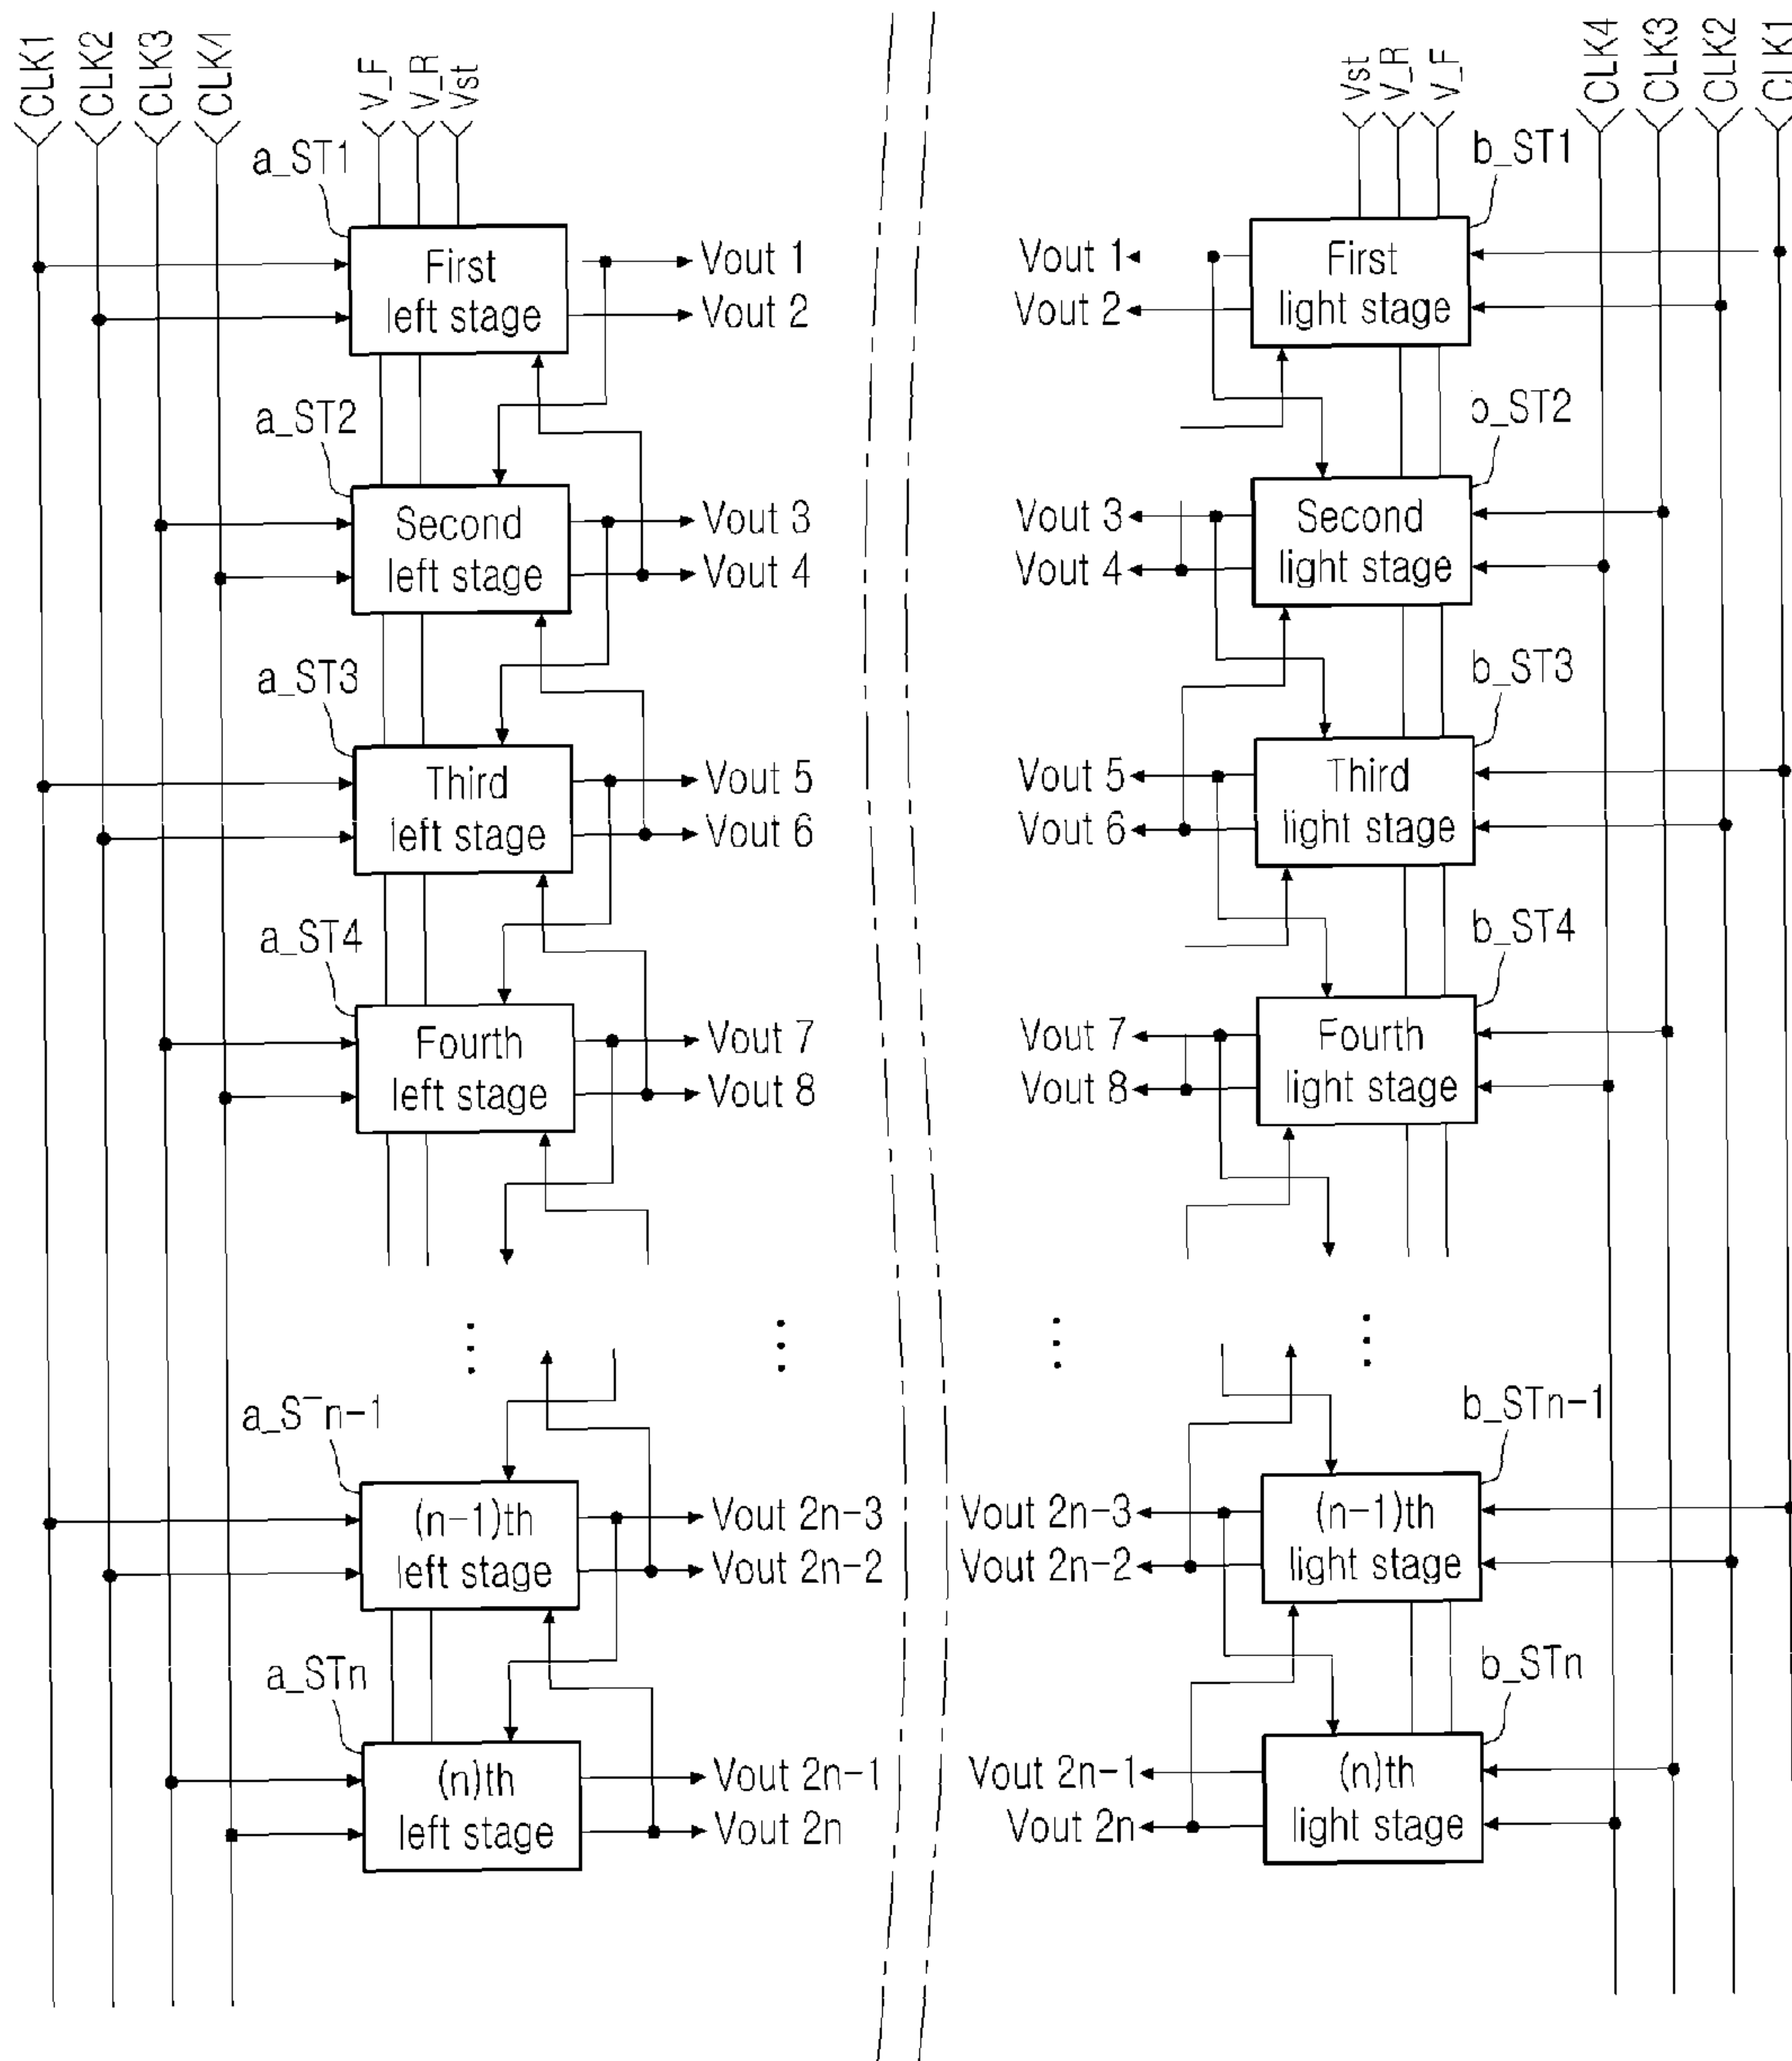 CLK1
CLK2
CLK3
CLK4
V_F
V_R
Vst
Vst
V_R
V_F
CLK4
CLK3
CLK2
CLK1
a_ST1
First
left stage
Vout 1
Vout 2
a_ST2
Second
left stage
Vout 3
Vout 4
a_ST3
Third
left stage
Vout 5
Vout 6
a_ST4
Fourth
left stage
Vout 7
Vout 8
a_STn-1
(n-1)th
left stage
Vout 2n-3
Vout 2n-2
a_STn
(n)th
left stage
Vout 2n-1
Vout 2n
b_ST1
Vout 1
Vout 2
First
light stage
b_ST2
Vout 3
Vout 4
Second
light stage
b_ST3
Vout 5
Vout 6
Third
light stage
b_ST4
Vout 7
Vout 8
Fourth
light stage
b_STn-1
Vout 2n-3
Vout 2n-2
(n-1)th
light stage
b_STn
Vout 2n-1
Vout 2n
(n)th
light stage